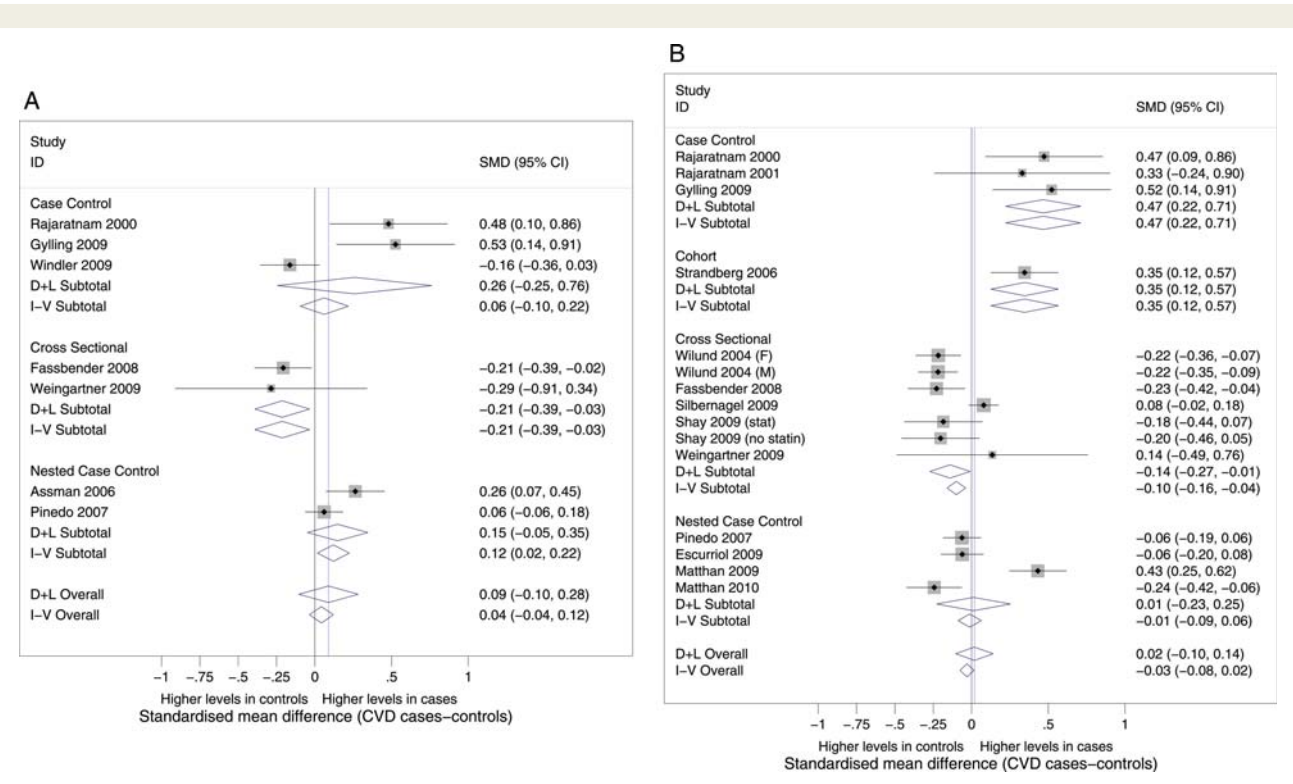 A
Study
ID SMD (95% CI)
Case Control
Rajaratnam 2000 0.48 (0.10, 0.86)
Gylling 2009 0.53 (0.14, 0.91)
Windler 2009 −0.16 (−0.36, 0.03)
D+L Subtotal 0.26 (−0.25, 0.76)
I−V Subtotal 0.06 (−0.10, 0.22)
Cross Sectional
Fassbender 2008 −0.21 (−0.39, −0.02)
Weingartner 2009 −0.29 (−0.91, 0.34)
D+L Subtotal −0.21 (−0.39, −0.03)
I−V Subtotal −0.21 (−0.39, −0.03)
Nested Case Control
Assman 2006 0.26 (0.07, 0.45)
Pinedo 2007 0.06 (−0.06, 0.18)
D+L Subtotal 0.15 (−0.05, 0.35)
I−V Subtotal 0.12 (0.02, 0.22)
D+L Overall 0.09 (−0.10, 0.28)
I−V Overall 0.04 (−0.04, 0.12)
−1 −.75 −.5 −.25 0 .5 1
Higher levels in controls Higher levels in cases
Standardised mean difference (CVD cases−controls)
B
Study
ID SMD (95% CI)
Case Control
Rajaratnam 2000 0.47 (0.09, 0.86)
Rajaratnam 2001 0.33 (−0.24, 0.90)
Gylling 2009 0.52 (0.14, 0.91)
D+L Subtotal 0.47 (0.22, 0.71)
I−V Subtotal 0.47 (0.22, 0.71)
Cohort
Strandberg 2006 0.35 (0.12, 0.57)
D+L Subtotal 0.35 (0.12, 0.57)
I−V Subtotal 0.35 (0.12, 0.57)
Cross Sectional
Wilund 2004 (F) −0.22 (−0.36, −0.07)
Wilund 2004 (M) −0.22 (−0.35, −0.09)
Fassbender 2008 −0.23 (−0.42, −0.04)
Silbernagel 2009 0.08 (−0.02, 0.18)
Shay 2009 (stat) −0.18 (−0.44, 0.07)
Shay 2009 (no statin) −0.20 (−0.46, 0.05)
Weingartner 2009 0.14 (−0.49, 0.76)
D+L Subtotal −0.14 (−0.27, −0.01)
I−V Subtotal −0.10 (−0.16, −0.04)
Nested Case Control
Pinedo 2007 −0.06 (−0.19, 0.06)
Escurriol 2009 −0.06 (−0.20, 0.08)
Matthan 2009 0.43 (0.25, 0.62)
Matthan 2010 −0.24 (−0.42, −0.06)
D+L Subtotal 0.01 (−0.23, 0.25)
I−V Subtotal −0.01 (−0.09, 0.06)
D+L Overall 0.02 (−0.10, 0.14)
I−V Overall −0.03 (−0.08, 0.02)
−1 −.75 −.5 −.25 0 .5 1
Higher levels in controls Higher levels in cases
Standardised mean difference (CVD cases−controls)